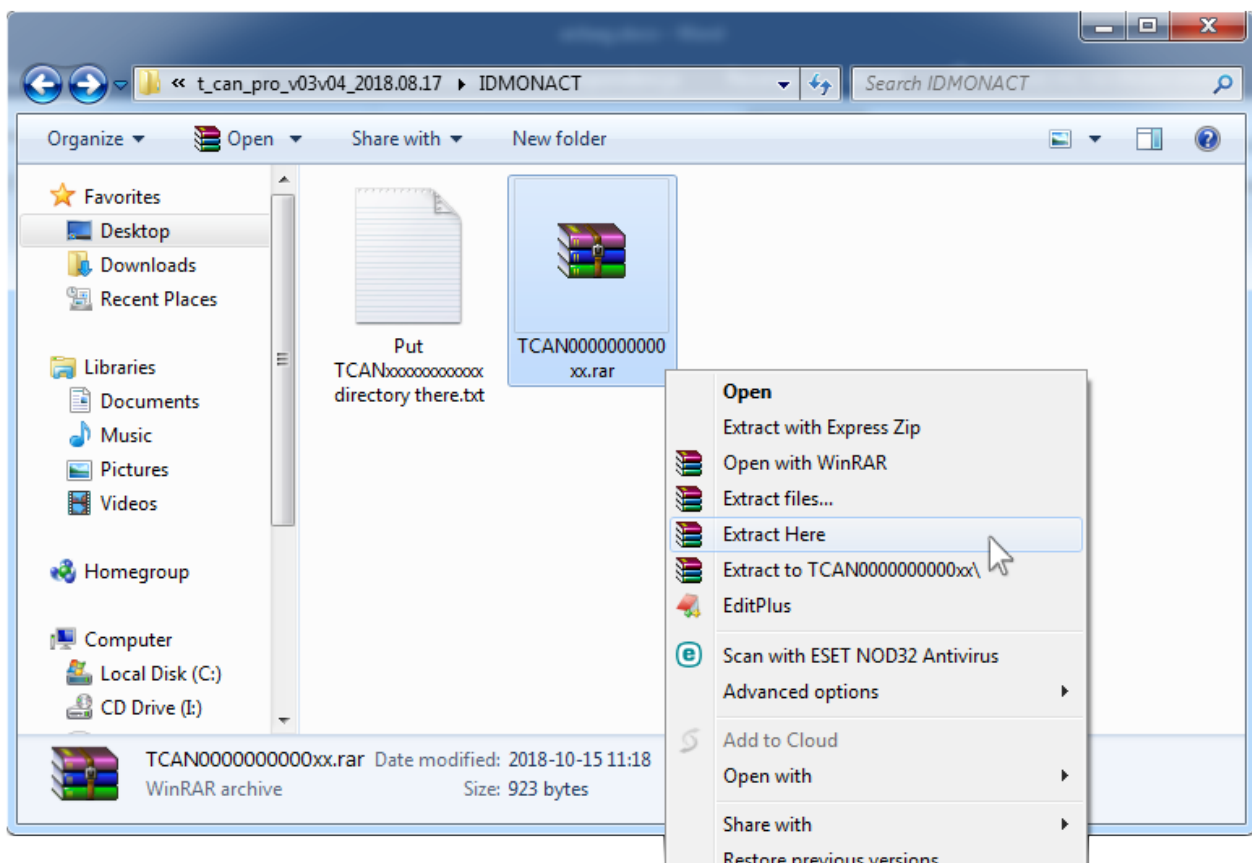 « t_can_pro_v03v04_2018.08.17 ▸ IDMONACT
Search IDMONACT
Organize
Open
Share with
New folder
Favorites
Desktop
Downloads
Recent Places
Libraries
Documents
Music
Pictures
Videos
Homegroup
Computer
Local Disk (C:)
CD Drive (I:)
Put
TCANxxxxxxxxxxxx
directory there.txt
TCAN0000000000
xx.rar
Open
Extract with Express Zip
Open with WinRAR
Extract files...
Extract Here
Extract to TCAN0000000000xx\
EditPlus
Scan with ESET NOD32 Antivirus
Advanced options
Add to Cloud
Open with
Share with
Restore previous versions
TCAN0000000000xx.rar Date modified: 2018-10-15 11:18
WinRAR archive Size: 923 bytes